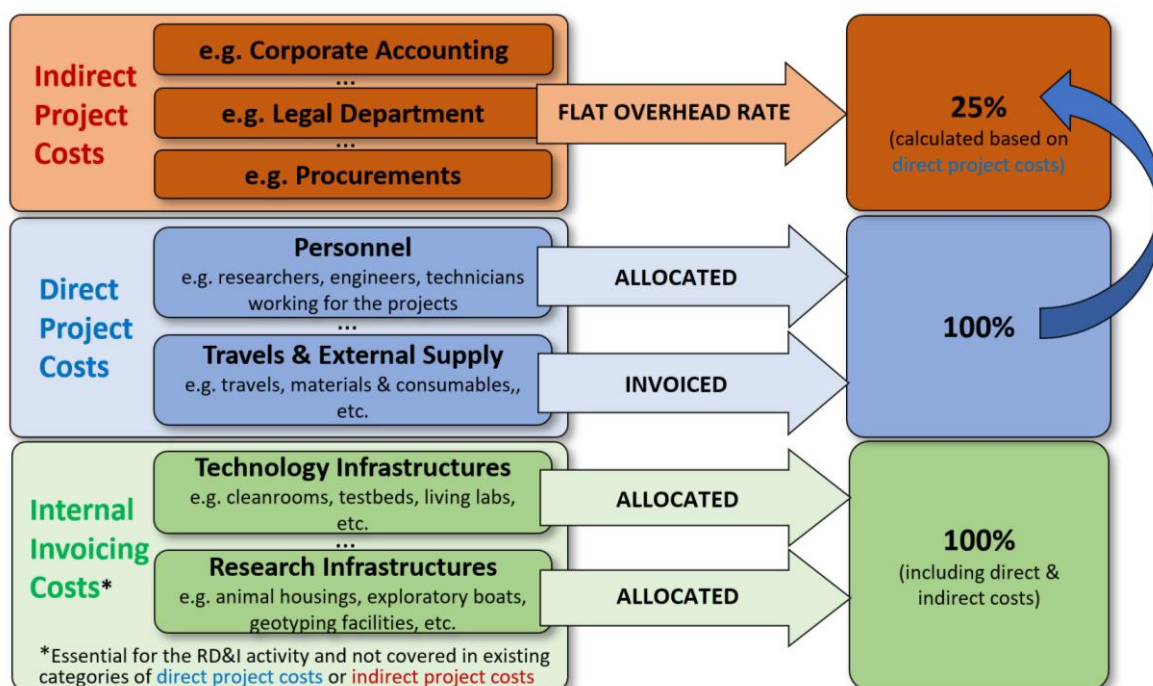 Indirect
Project
Costs
e.g. Corporate Accounting
...
e.g. Legal Department
...
e.g. Procurements
FLAT OVERHEAD RATE
25%
(calculated based on
direct project costs)
Direct
Project
Costs
Personnel
e.g. researchers, engineers, technicians
working for the projects
...
Travels & External Supply
e.g. travels, materials & consumables,,
etc.
ALLOCATED
INVOICED
100%
Internal
Invoicing
Costs*
Technology Infrastructures
e.g. cleanrooms, testbeds, living labs,
etc.
...
Research Infrastructures
e.g. animal housings, exploratory boats,
geotyping facilities, etc.
ALLOCATED
ALLOCATED
100%
(including direct &
indirect costs)
*Essential for the RD&I activity and not covered in existing
categories of direct project costs or indirect project costs